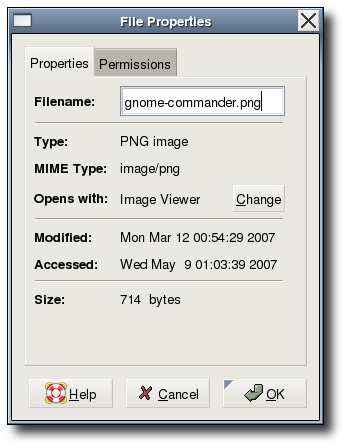 File Properties
Properties Permissions
Filename: gnome-commander.png
Type: PNG image
MIME Type: image/png
Opens with: Image Viewer Change
Modified: Mon Mar 12 00:54:29 2007
Accessed: Wed May  9 01:03:39 2007
Size: 714  bytes
Help Cancel OK